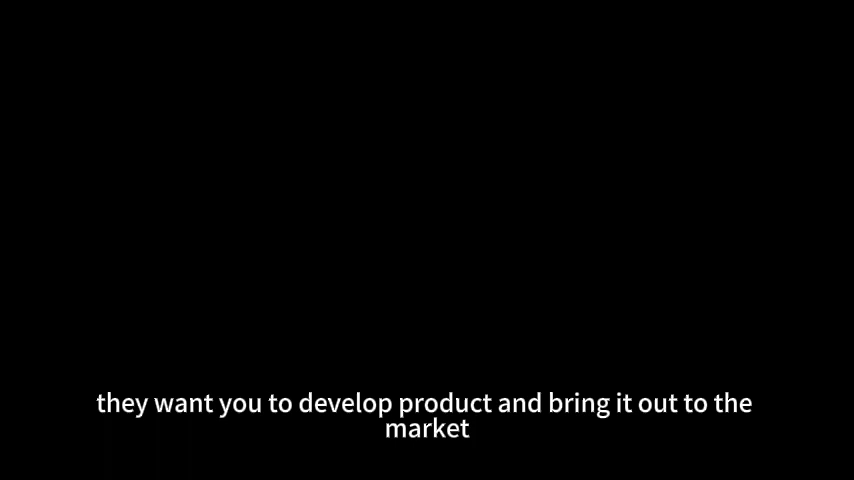 they want you to develop product and bring it out to the
market